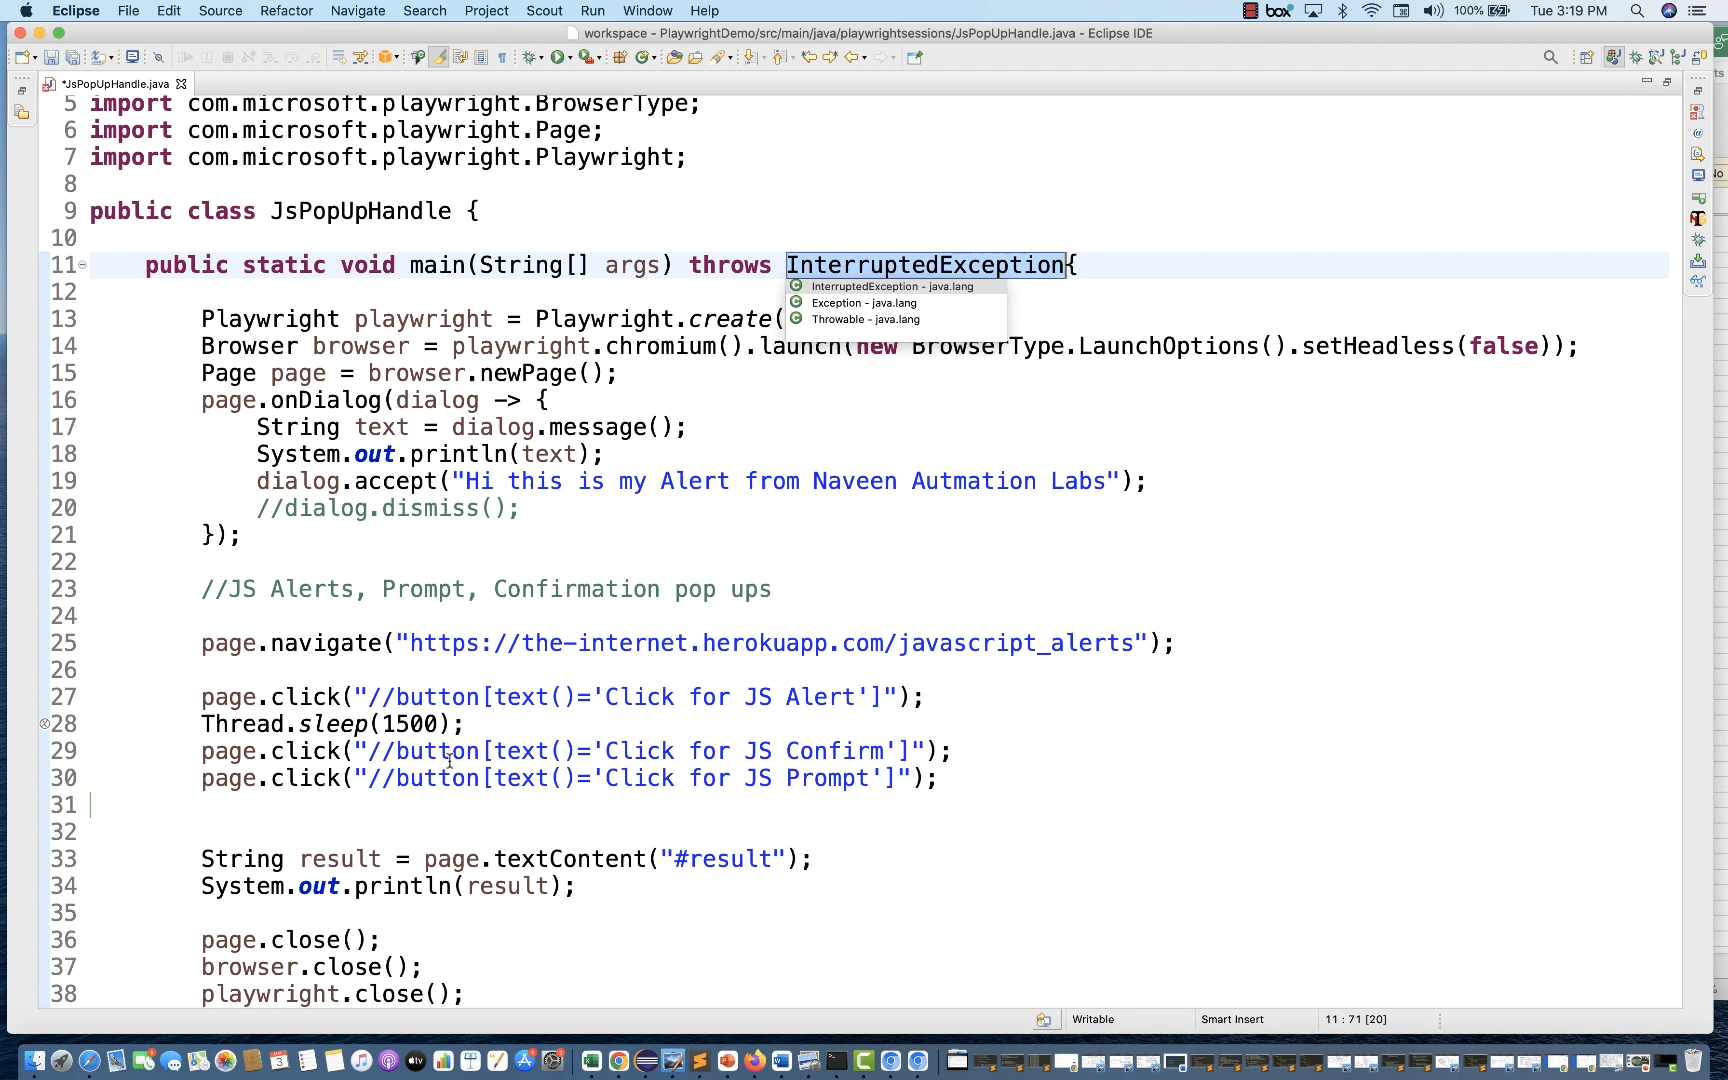 Eclipse File Edit Source Refactor Navigate Search Project Scout Run Window Help box 100% Tue 3:19 PM
workspace - PlaywrightDemo/src/main/java/playwrightsessions/JsPopUpHandle.java - Eclipse IDE
*JsPopUpHandle.java
5 import com.microsoft.playwright.BrowserType;
6 import com.microsoft.playwright.Page;
7 import com.microsoft.playwright.Playwright;
8
9 public class JsPopUpHandle {
10
11 public static void main(String[] args) throws InterruptedException{
InterruptedException - java.lang
12
Exception - java.lang
13 Playwright playwright = Playwright.create(
Throwable - java.lang
14 Browser browser = playwright.chromium().launch(new BrowserType.LaunchOptions().setHeadless(false));
15 Page page = browser.newPage();
16 page.onDialog(dialog -> {
17 String text = dialog.message();
18 System.out.println(text);
19 dialog.accept("Hi this is my Alert from Naveen Autmation Labs");
20 //dialog.dismiss();
21 });
22
23 //JS Alerts, Prompt, Confirmation pop ups
24
25 page.navigate("https://the-internet.herokuapp.com/javascript_alerts");
26
27 page.click("//button[text()='Click for JS Alert']");
28 Thread.sleep(1500);
29 page.click("//button[text()='Click for JS Confirm']");
30 page.click("//button[text()='Click for JS Prompt']");
31
32
33 String result = page.textContent("#result");
34 System.out.println(result);
35
36 page.close();
37 browser.close();
38 playwright.close();
Writable Smart Insert 11 : 71 [20]